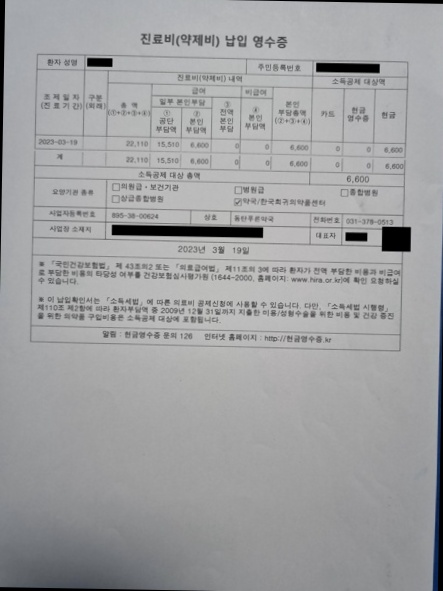 진료비(약제비) 납입 영수증
환자 성명 주민등록번호
진료비(약제비) 내역 소득공제 대상액
조 제 일 자 (진 료 기 간) 구분 (외래) 총 액 (①+②+③+④) 급여 비급여 본인 부담총액 (②+③+④) 카드 현금 영수증 현금
일부 본인부담 ③ 전액 본인 부담 ④ 본인 부담액
① 공단 부담액 ② 본인 부담액
2023-03-19 22,110 15,510 6,600 0 0 6,600 0 0 6,600
계 22,110 15,510 6,600 0 0 6,600 0 0 6,600
소득공제 대상 총액 6,600
요양기관 종류 □의원급ㆍ보건기관 □병원급 □종합병원
□상급종합병원 ☑약국/한국희귀의약품센터
사업자등록번호 895-38-00624 상호 동탄주은약국 전화번호 031-378-0513
사업장 소재지 대표자
2023년 3월 19일
※ 「국민건강보험법」 제 43조의2 또는 「의료급여법」 제11조의 3에 따라 환자가 전액 부담한 비용과 비급여
로 부담한 비용의 타당성 여부를 건강보험심사평가원 (1644-2000, 홈페이지: www.hira.or.kr)에 확인 요청하실
수 있습니다.
※ 이 납입확인서는 「소득세법」에 따른 의료비 공제신청에 사용할 수 있습니다. 다만, 「소득세법 시행령」
제110조 제2항에 따라 환자부담액 중 2009년 12월 31일까지 지출한 미용/성형수술을 위한 비용 및 건강 증진
을 위한 의약품 구입비용은 소득공제 대상에 포함됩니다.
알림 : 현금영수증 문의 126 인터넷 홈페이지 : http://현금영수증.kr